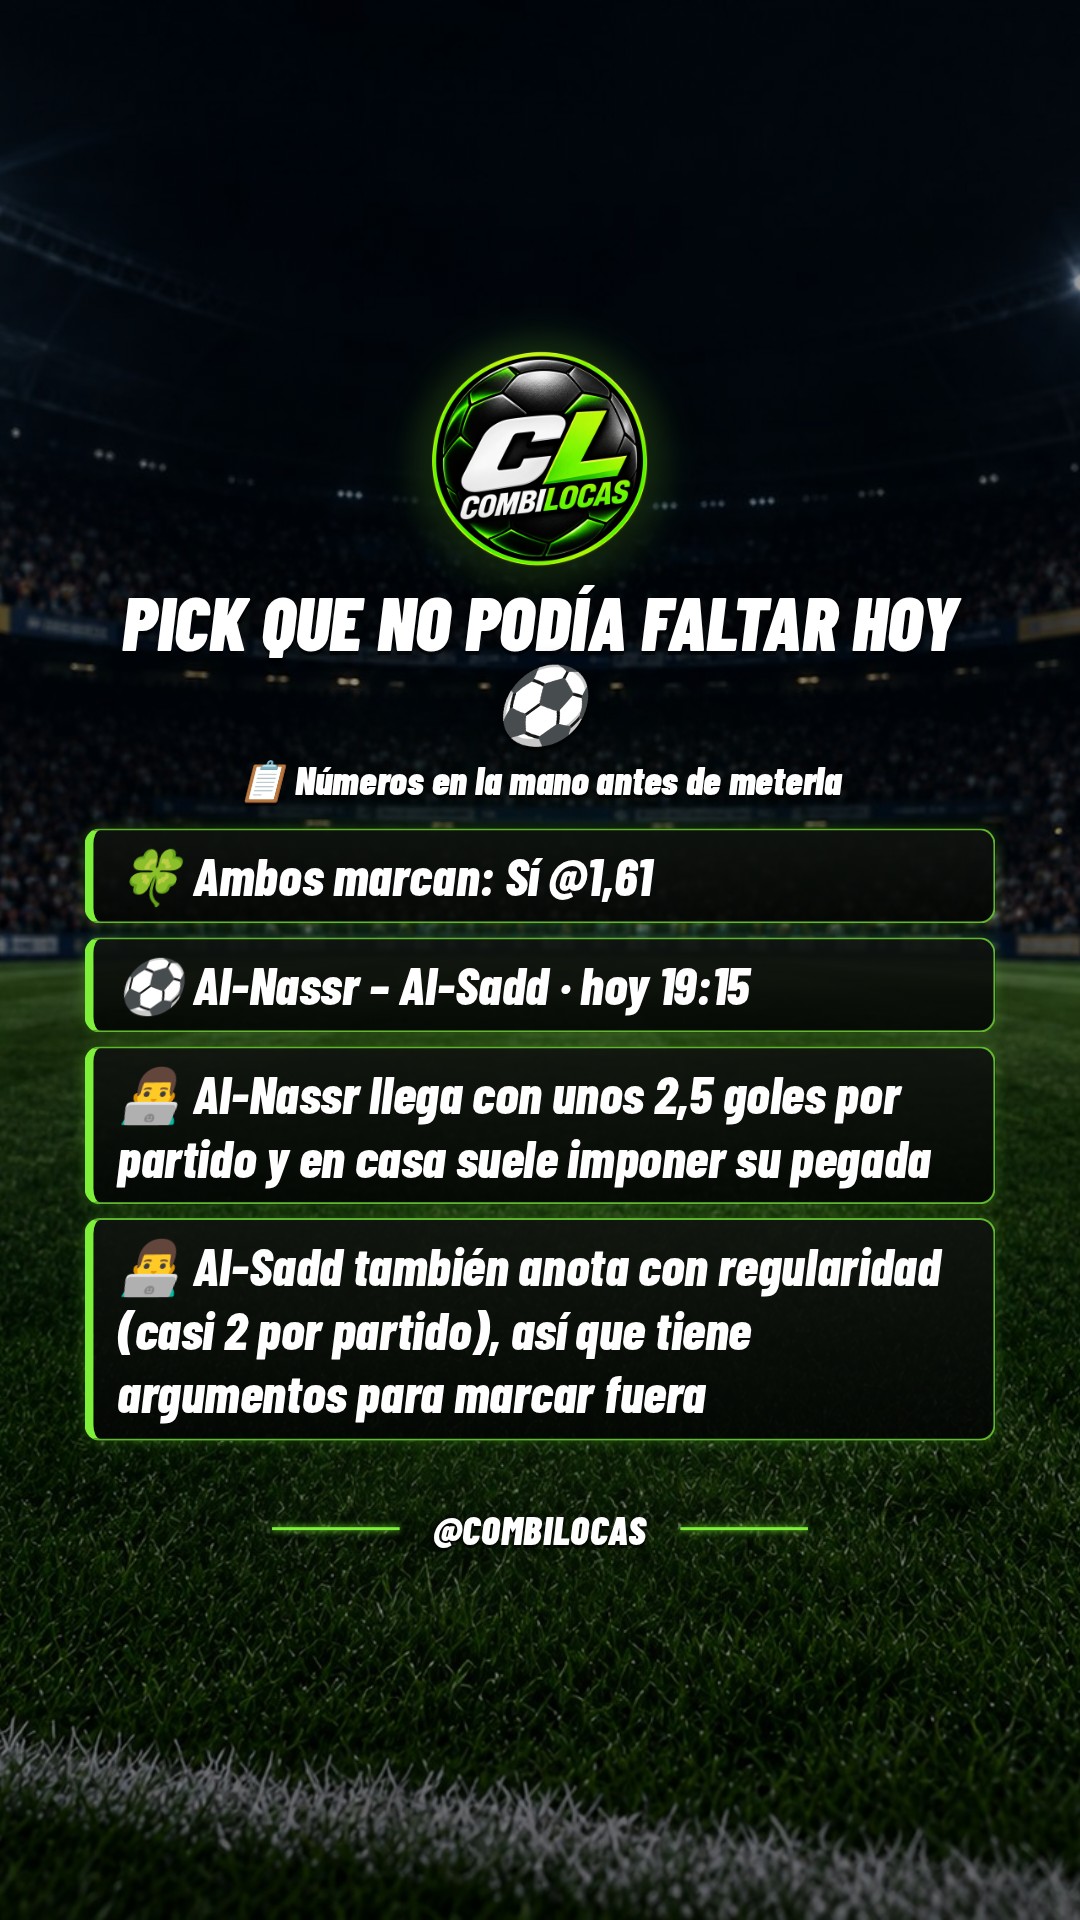 CL
COMBILOCAS
PICK QUE NO PODÍA FALTAR HOY
⚽
📋 Números en la mano antes de meterla
🍀 Ambos marcan: Sí @1,61
⚽ Al-Nassr – Al-Sadd · hoy 19:15
👨‍💻 Al-Nassr llega con unos 2,5 goles por
partido y en casa suele imponer su pegada
👨‍💻 Al-Sadd también anota con regularidad
(casi 2 por partido), así que tiene
argumentos para marcar fuera
@COMBILOCAS